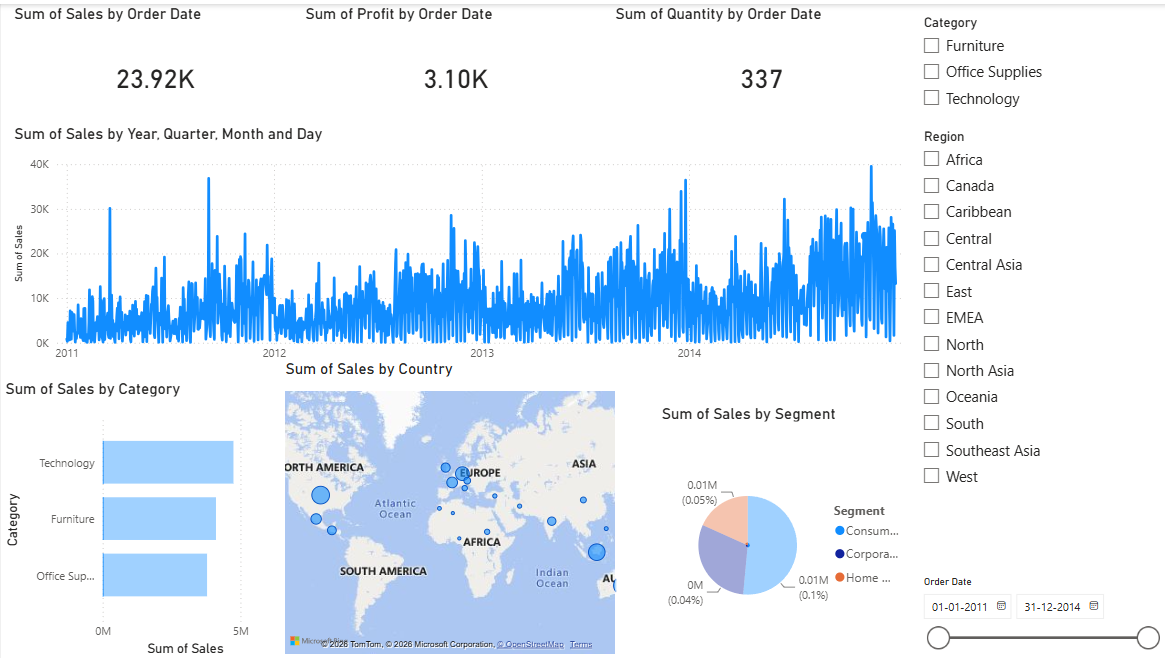 Sum of Sales by Order Date
Sum of Profit by Order Date
Sum of Quantity by Order Date
23.92K
3.10K
337
Sum of Sales by Year, Quarter, Month and Day
Sum of Sales
40K
30K
20K
10K
0K
2011
2012
2013
2014
Sum of Sales by Category
Category
Technology
Furniture
Office Sup...
0M
5M
Sum of Sales
Sum of Sales by Country
ORTH AMERICA
EUROPE
ASIA
Atlantic
Ocean
AFRICA
SOUTH AMERICA
Indian
Ocean
AU
Microsoft Bing
© 2026 TomTom, © 2026 Microsoft Corporation, © OpenStreetMap Terms
Sum of Sales by Segment
0.01M
(0.05%)
0M
(0.04%)
0.01M
(0.1%)
Segment
Consum...
Corpora...
Home ...
Category
Furniture
Office Supplies
Technology
Region
Africa
Canada
Caribbean
Central
Central Asia
East
EMEA
North
North Asia
Oceania
South
Southeast Asia
West
Order Date
01-01-2011
31-12-2014